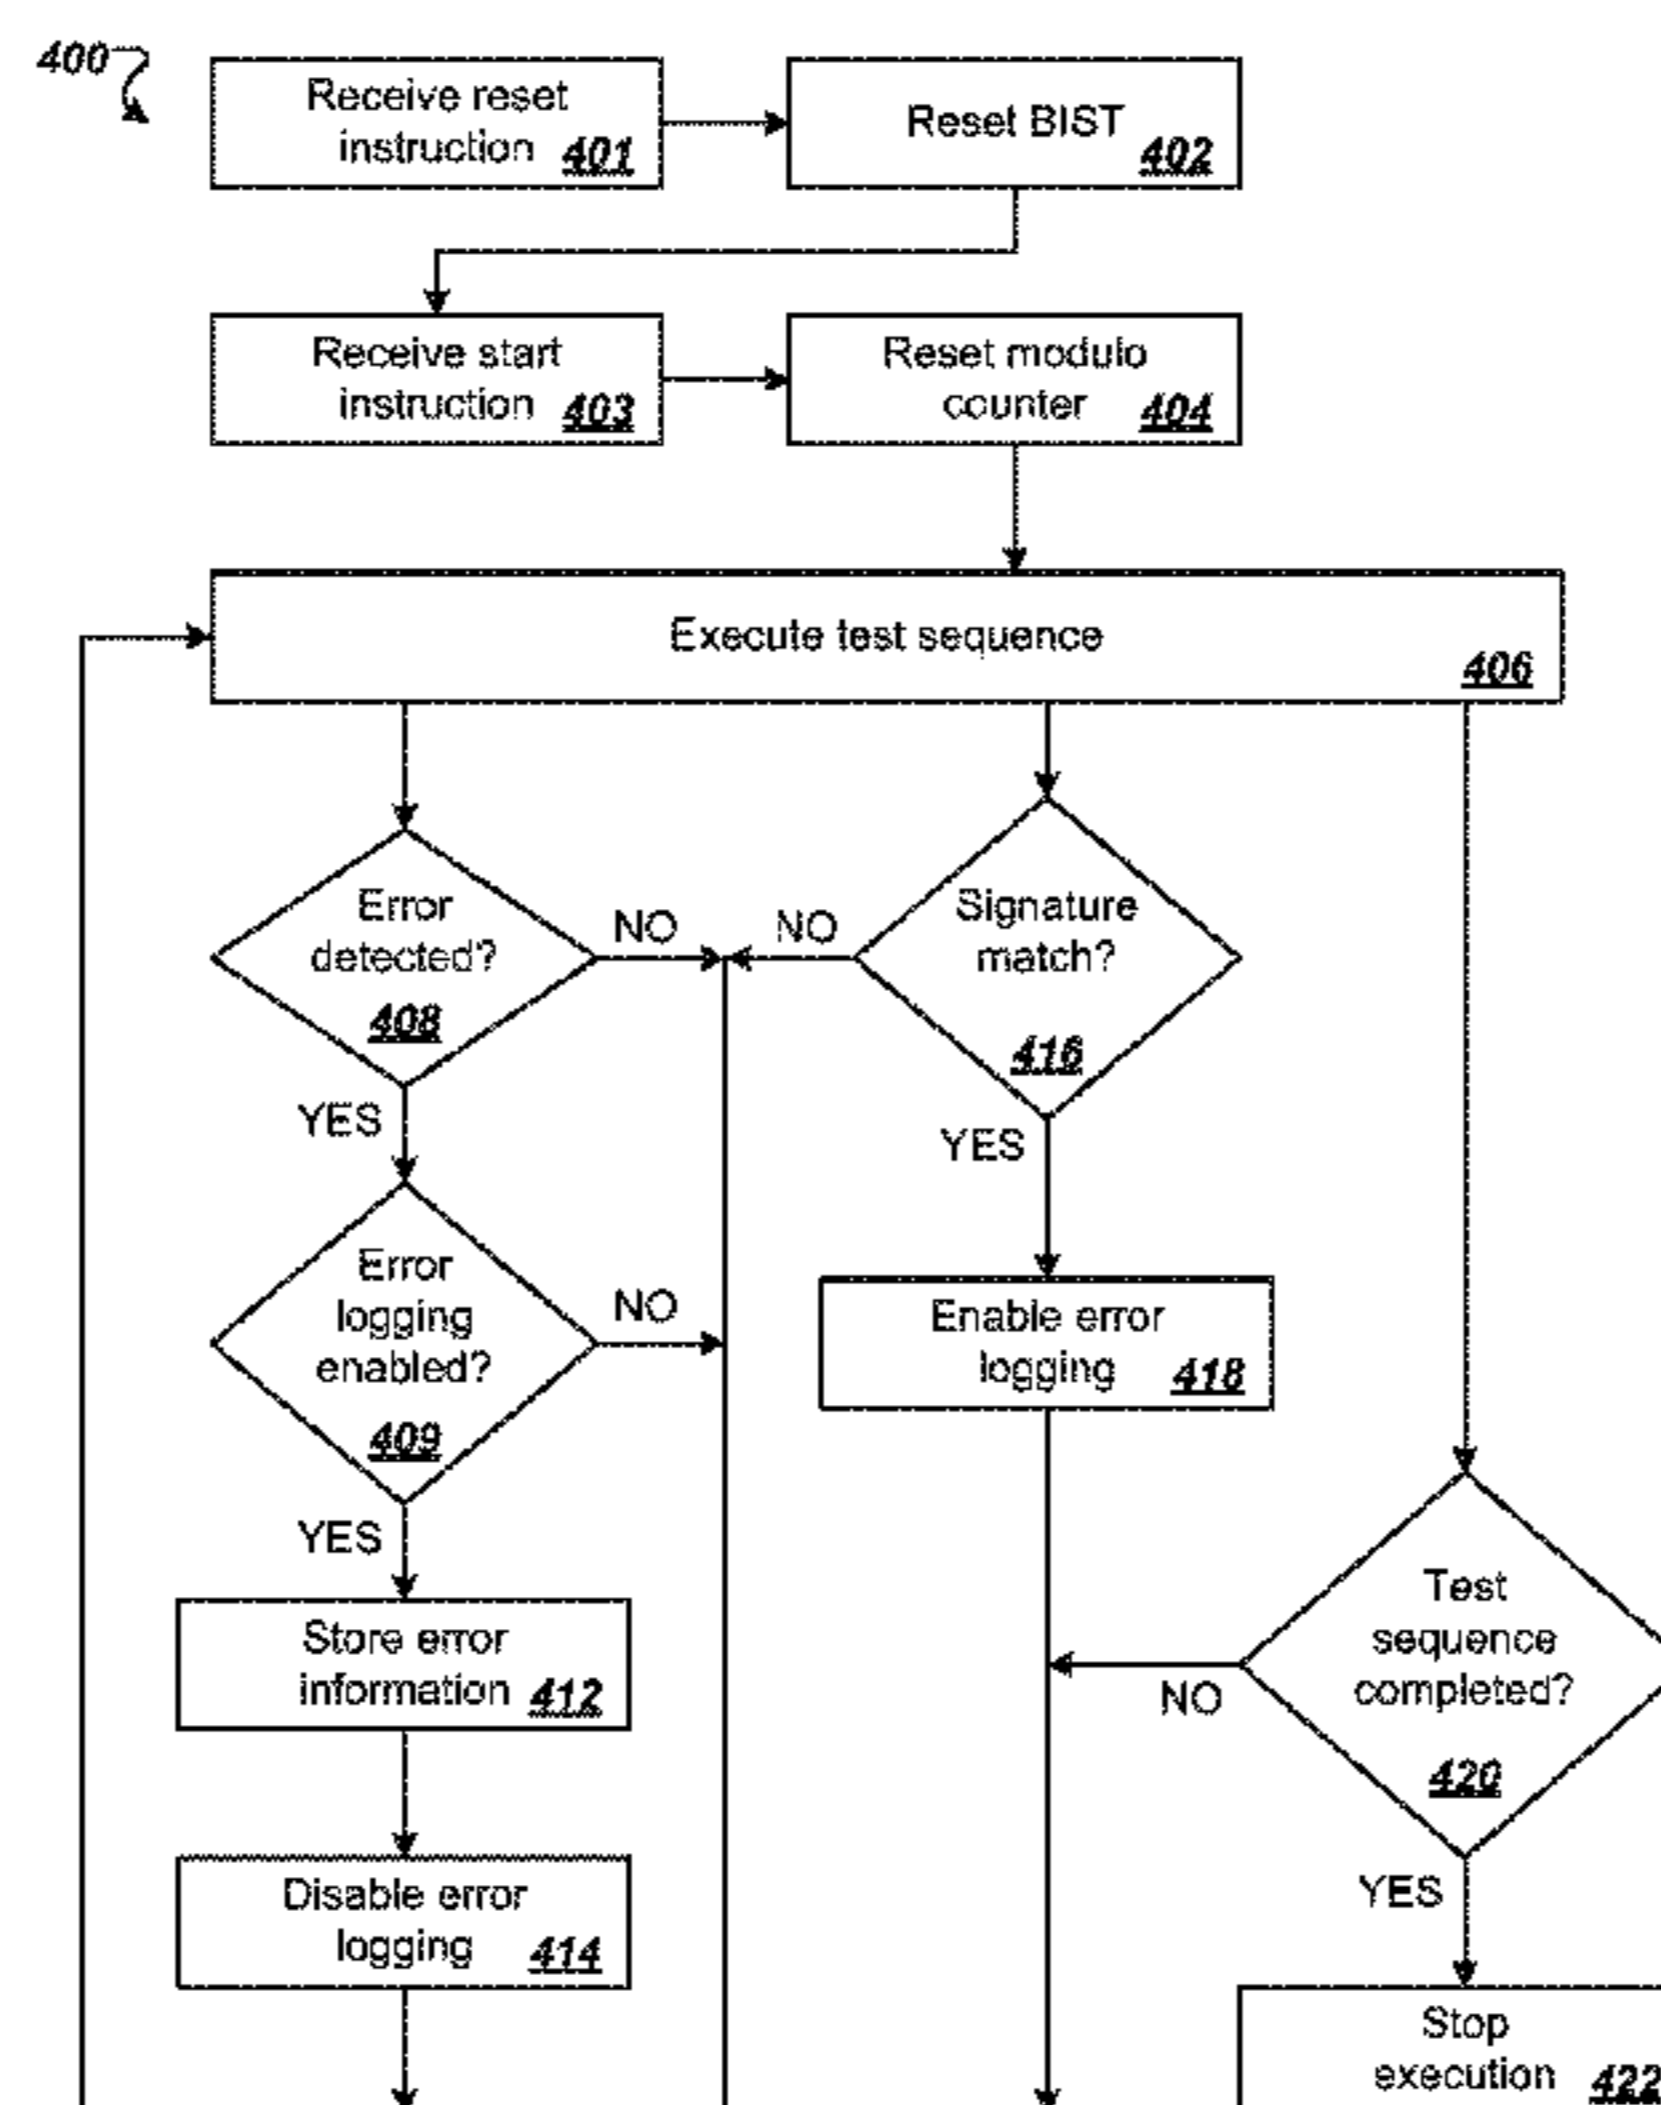 400
Receive reset
instruction 401
Reset BIST
402
Receive start
instruction 403
Reset modulo
counter 404
Execute test sequence
406
Error
detected?
408
NO
NO
Signature
match?
416
YES
YES
Error
logging
enabled?
409
NO
Enable error
logging 418
YES
Store error
information 412
Test
sequence
completed?
420
NO
Disable error
logging 414
YES
Stop
execution 422